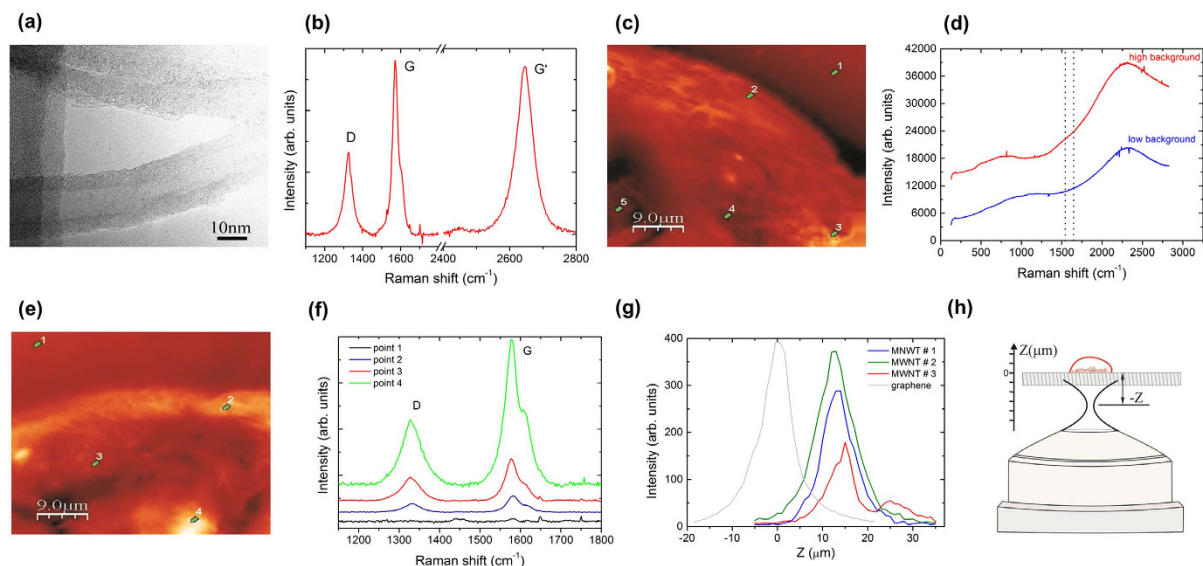 (a)
10nm
(b)
Intensity (arb. units)
D
G
G'
1200
1400
1600
2400
2600
2800
Raman shift (cm-1)
(c)
1
2
3
4
5
9.0μm
(d)
Intensity (arb. units)
42000
36000
30000
24000
18000
12000
6000
0
high background
low background
0
500
1000
1500
2000
2500
3000
Raman shift (cm-1)
(e)
1
2
3
4
9.0μm
(f)
Intensity (arb. units)
point 1
point 2
point 3
point 4
D
G
1200
1300
1400
1500
1600
1700
1800
Raman shift (cm-1)
(g)
Intensity (arb. units)
400
300
200
100
0
MNWT # 1
MWNT # 2
MWNT # 3
graphene
-20
-10
0
10
20
30
Z (μm)
(h)
Z(μm)
0
-Z